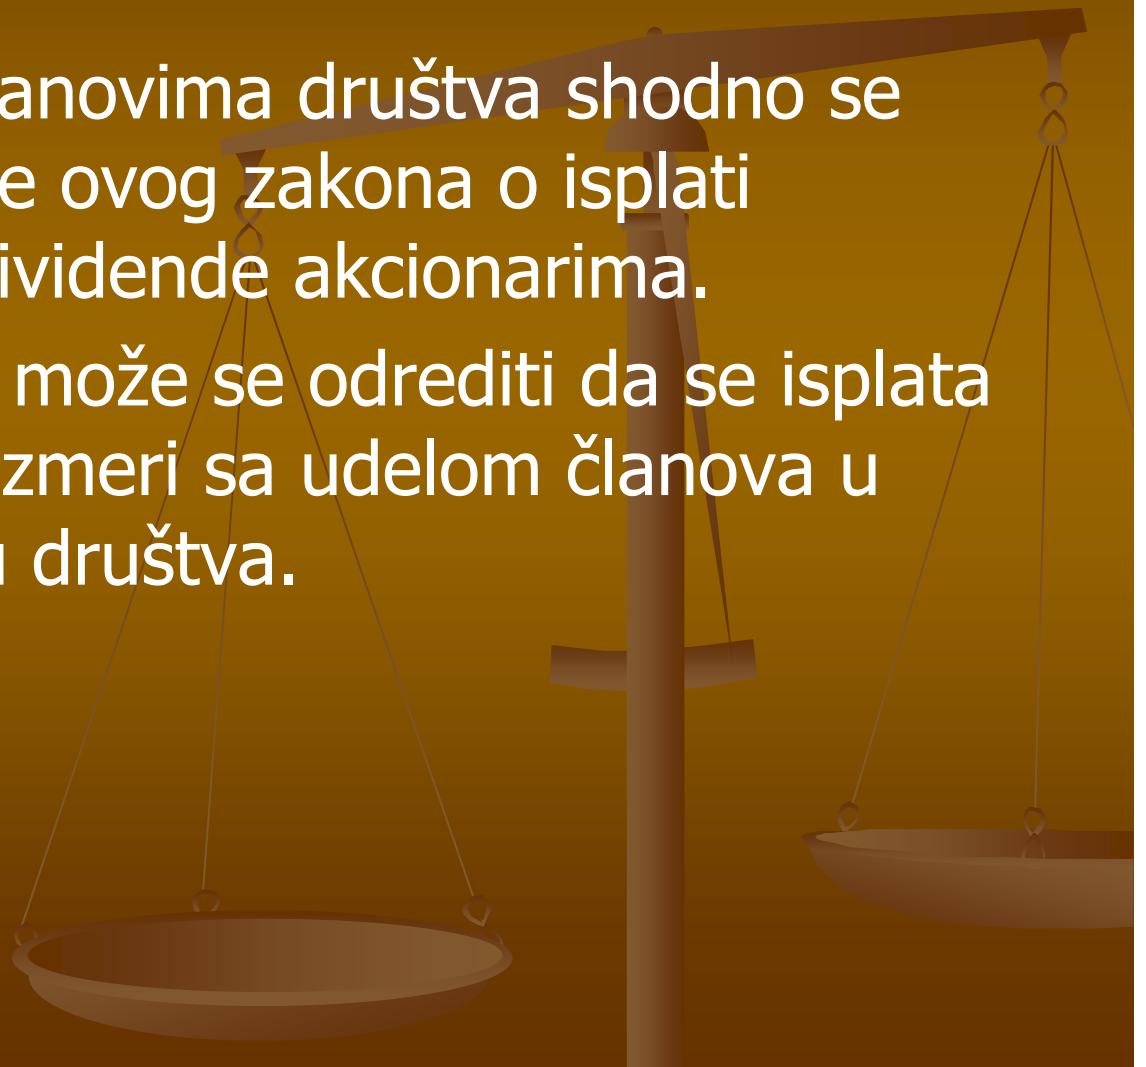 anovima društva shodno se
e ovog zakona o isplati
ividende akcionarima.
može se odrediti da se isplata
zmeri sa udelom članova u
u društva.